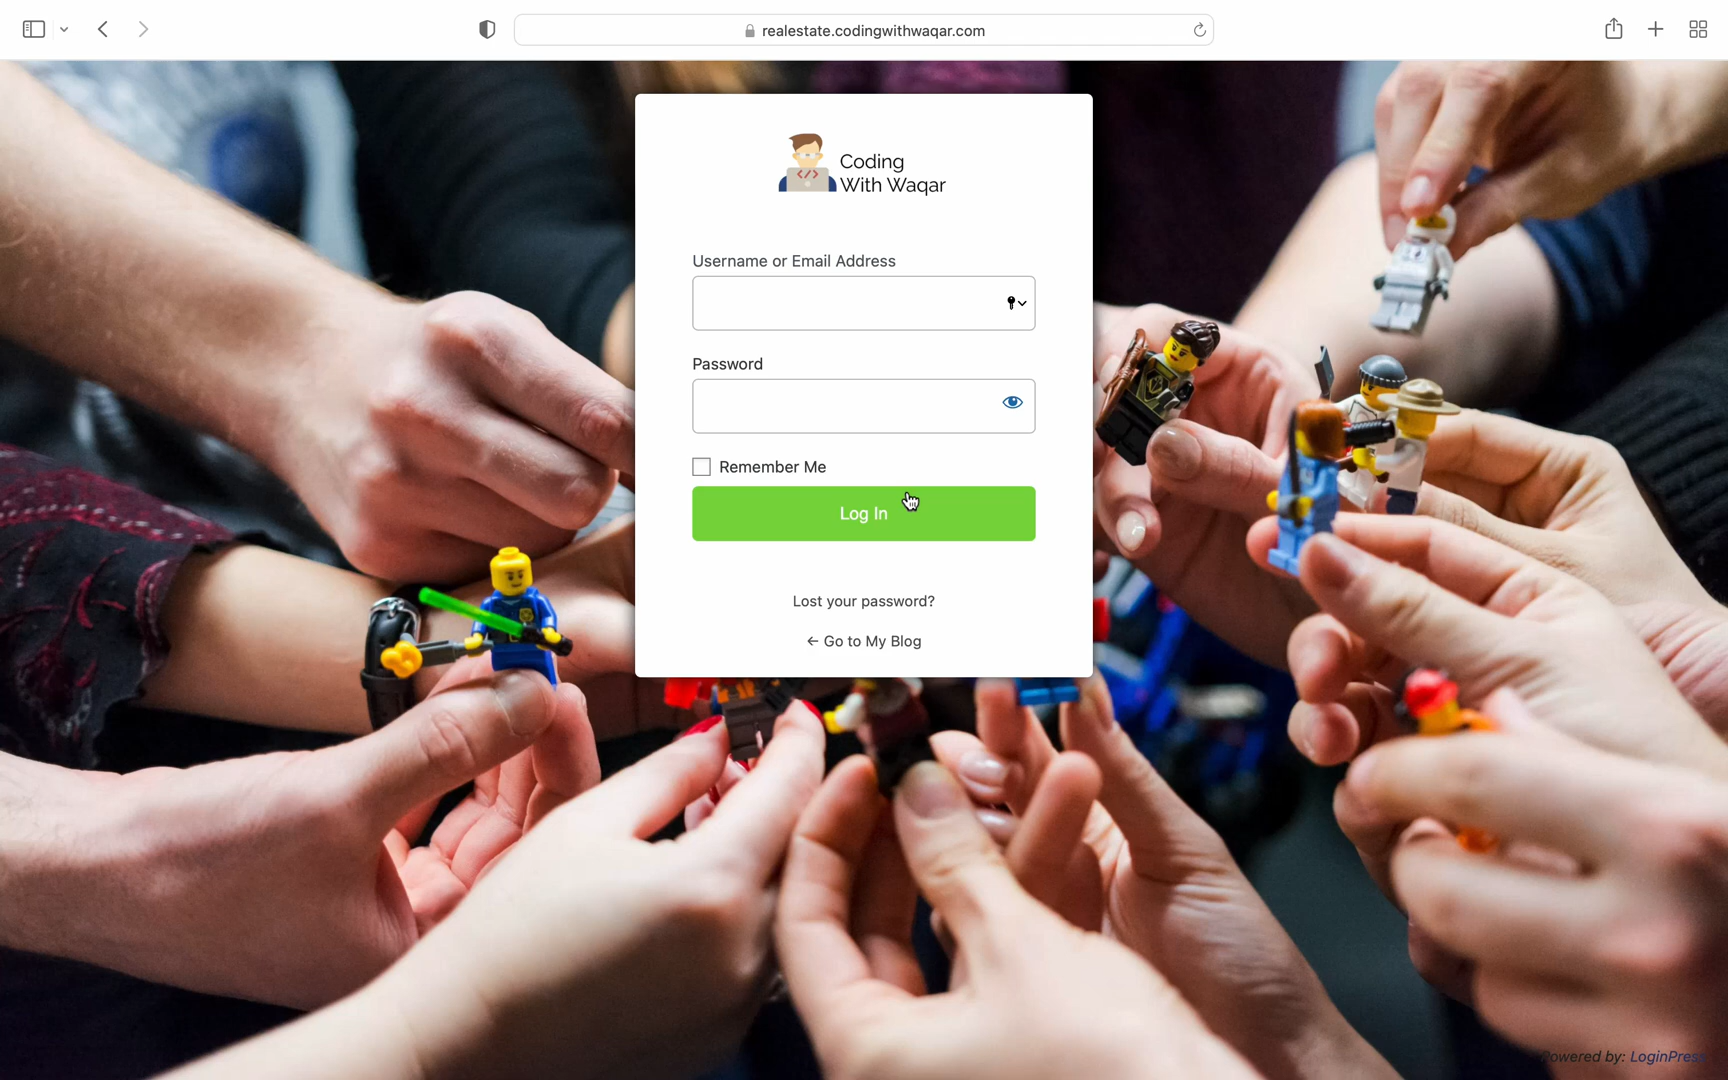 realestate.codingwithwaqar.com
</>
Coding
With Waqar
Username or Email Address
Password
Remember Me
Log In
Lost your password?
← Go to My Blog
Powered by: LoginPress